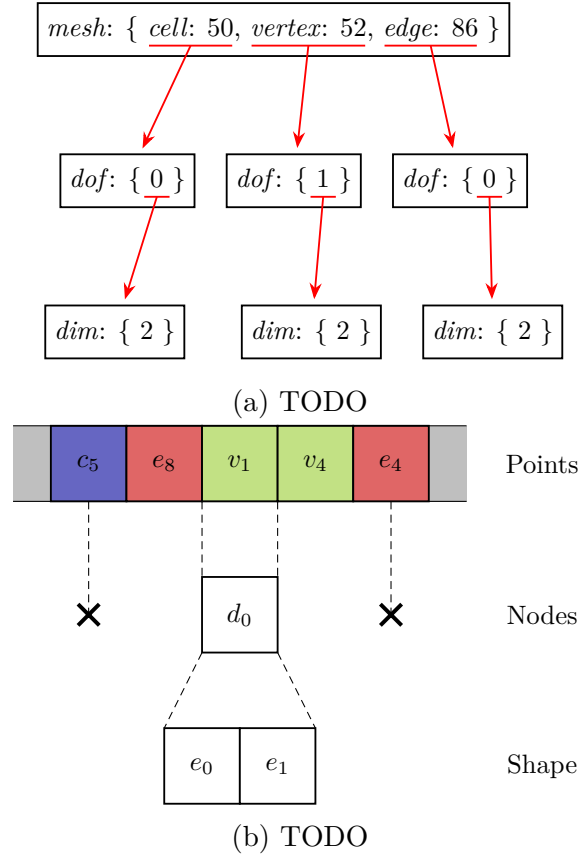 mesh: { cell: 50, vertex: 52, edge: 86 }
dof: { 0 } dof: { 1 } dof: { 0 }
dim: { 2 } dim: { 2 } dim: { 2 }
(a) TODO
c5 e8 v1 v4 e4 Points
d0 Nodes
e0 e1 Shape
(b) TODO